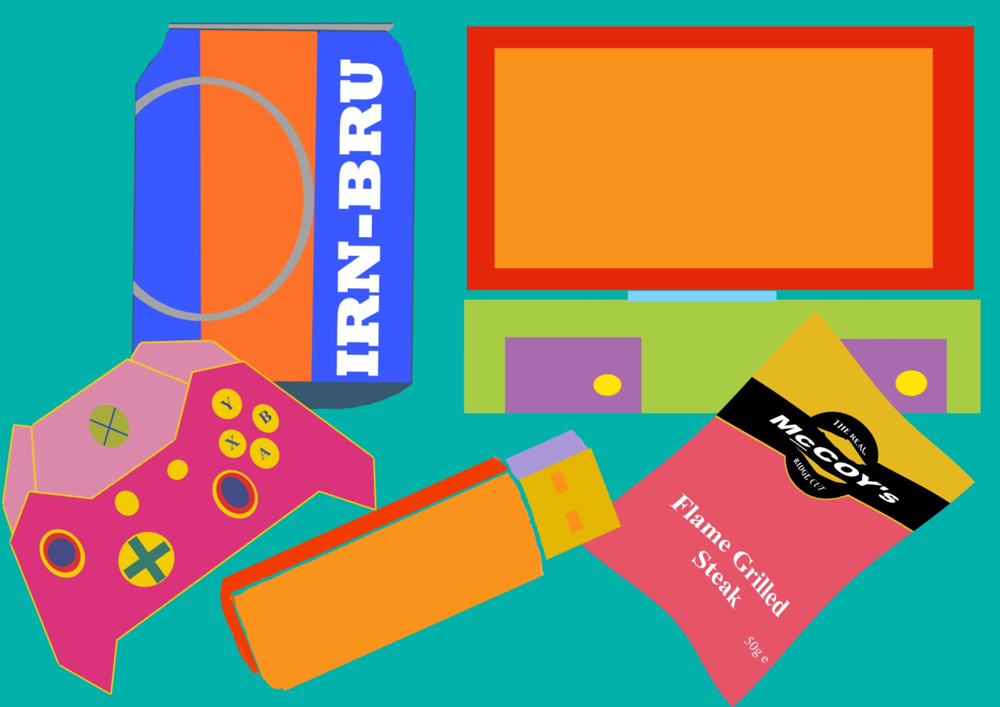 IRN-BRU
Y
B
X
A
THE REAL
McCOY's
RIDGE CUT
Flame Grilled
Steak
50g e